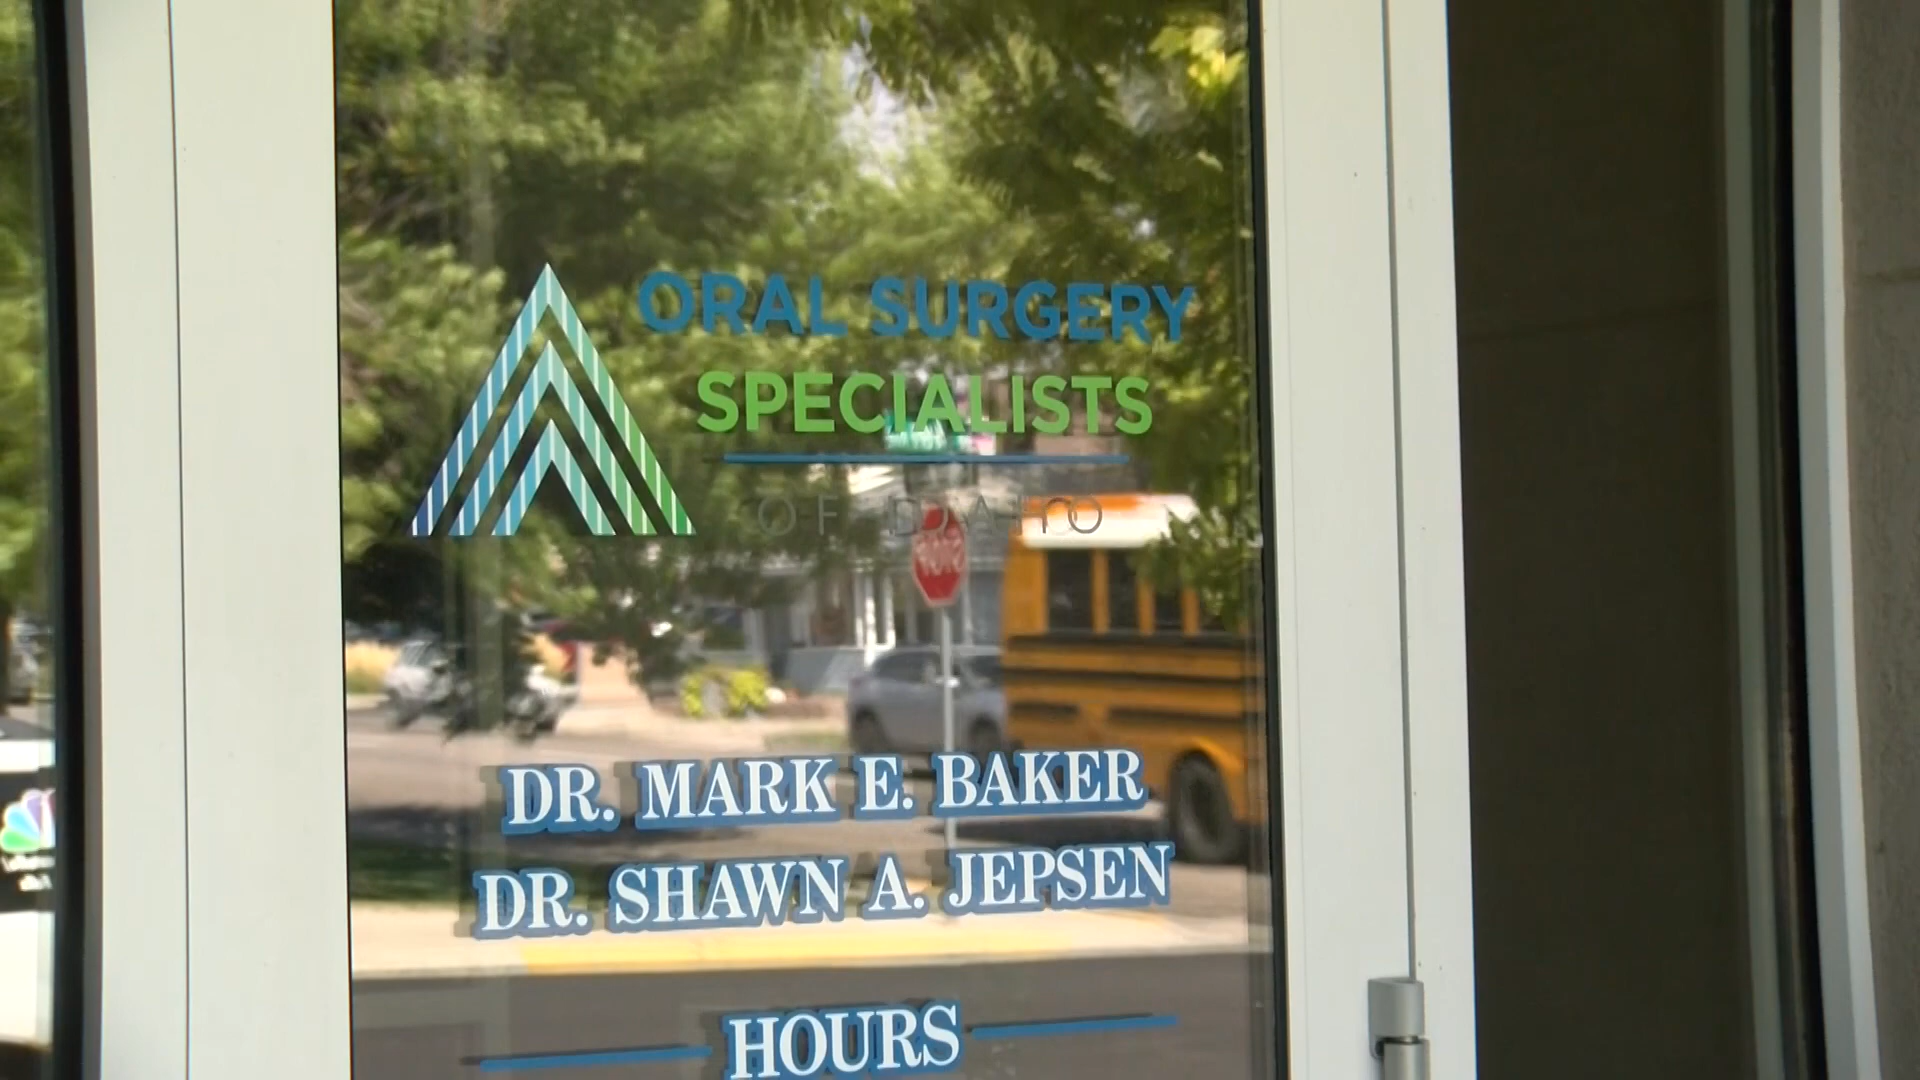 ORAL SURGERY
SPECIALISTS
OF IDAHO
DR. MARK E. BAKER
DR. SHAWN A. JEPSEN
HOURS